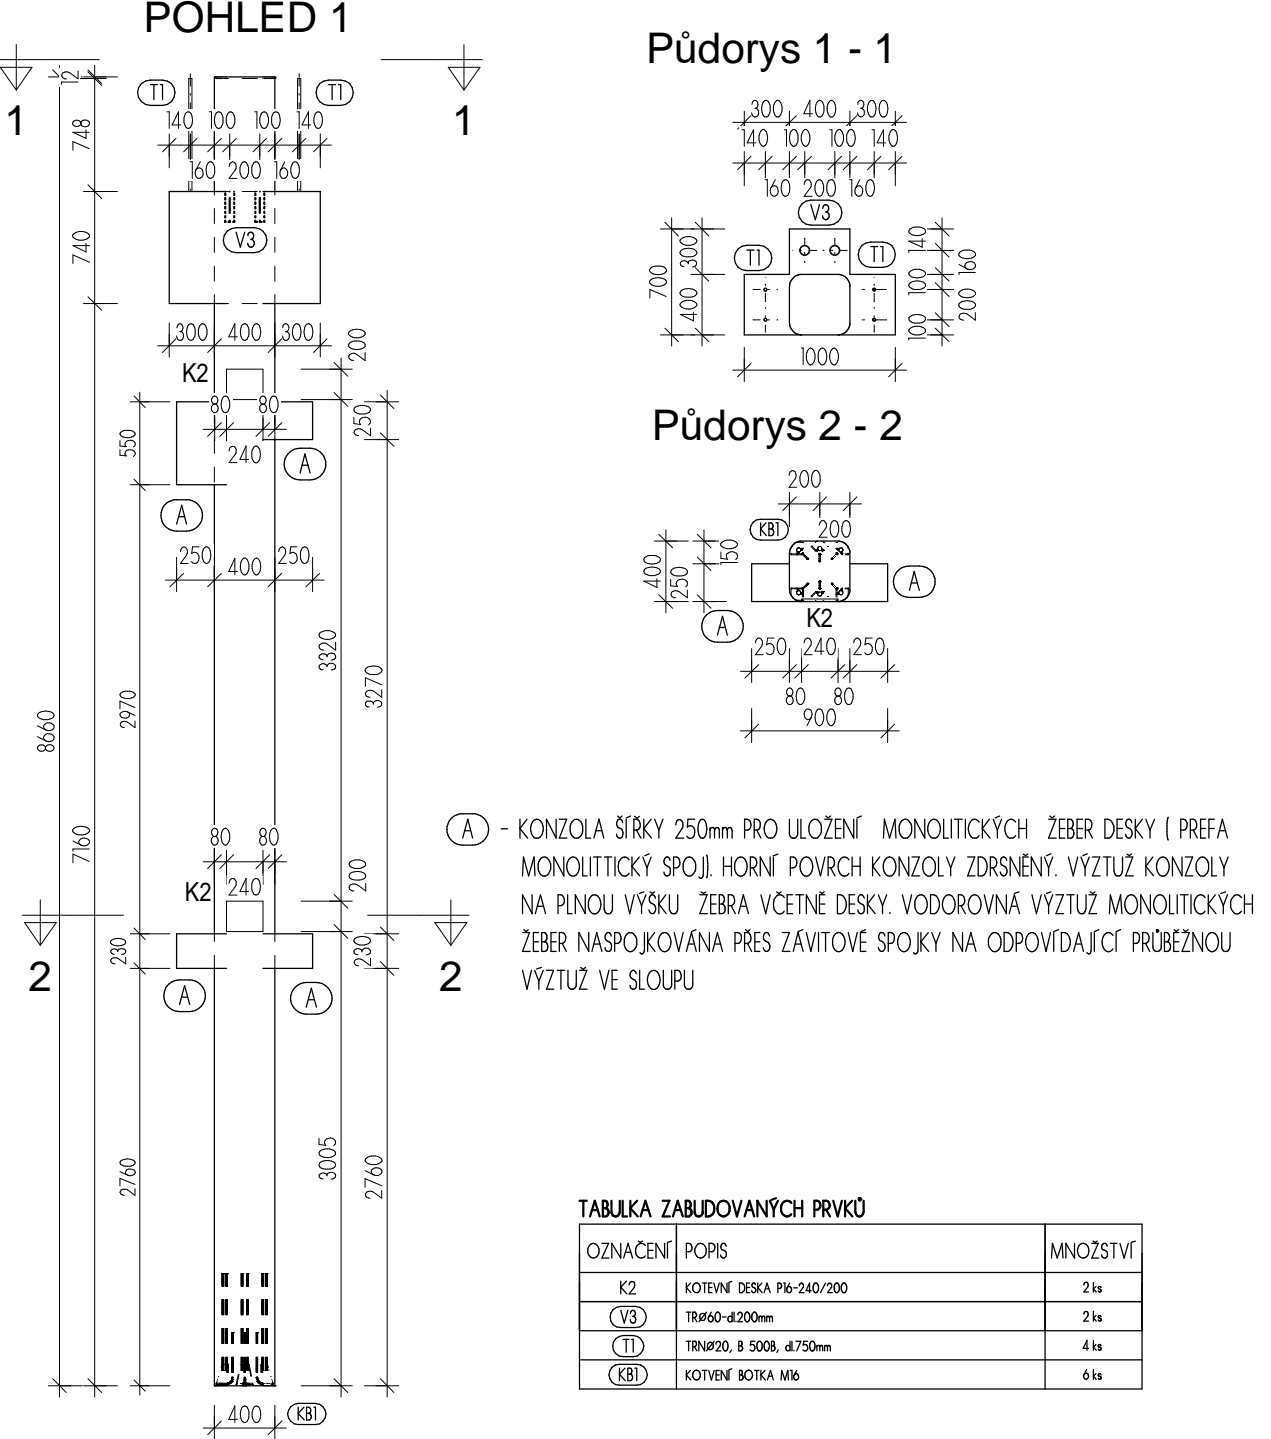 POHLED 1
Půdorys 1 - 1
12
T1 T1
1 1
140 100 100 140
748
160 200 160
V3
740
300 400 300
200
K2
80 80
250
550
240
A
A
250 400 250
3320
3270
2970
8660
7160
80 80
200
K2 240
230 230
2 2
A A
2760
3005
2760
400 KB1
300 400 300
140 100 100 140
160 200 160
V3
T1 T1
700
300
400
140
160
100
200
100
1000
Půdorys 2 - 2
200
KB1 200
400
150
250
A
A K2
250 240 250
80 80
900
A - KONZOLA ŠÍŘKY 250mm PRO ULOŽENÍ MONOLITICKÝCH ŽEBER DESKY ( PREFA
MONOLITTICKÝ SPOJ). HORNÍ POVRCH KONZOLY ZDRSNĚNÝ. VÝZTUŽ KONZOLY
NA PLNOU VÝŠKU ŽEBRA VČETNĚ DESKY. VODOROVNÁ VÝZTUŽ MONOLITICKÝCH
ŽEBER NASPOJKOVÁNA PŘES ZÁVITOVÉ SPOJKY NA ODPOVÍDAJÍCÍ PRŮBĚŽNOU
VÝZTUŽ VE SLOUPU
TABULKA ZABUDOVANÝCH PRVKŮ
OZNAČENÍ POPIS MNOŽSTVÍ
K2 KOTEVNÍ DESKA P16-240/200 2 ks
V3 TRØ60-dl.200mm 2 ks
T1 TRNØ20, B 500B, dl.750mm 4 ks
KB1 KOTVENÍ BOTKA M16 6 ks